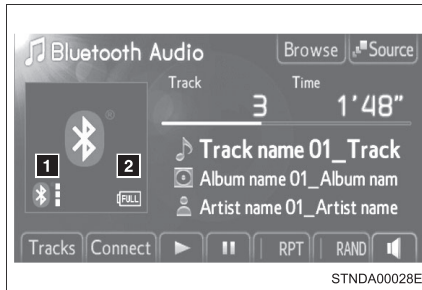 Bluetooth Audio
Browse
Source
Track
Time
3
1'48"
Track name 01_Track
Album name 01_Album nam
Artist name 01_Artist name
1
2
FULL
®
Tracks
Connect
RPT
RAND
STNDA00028E